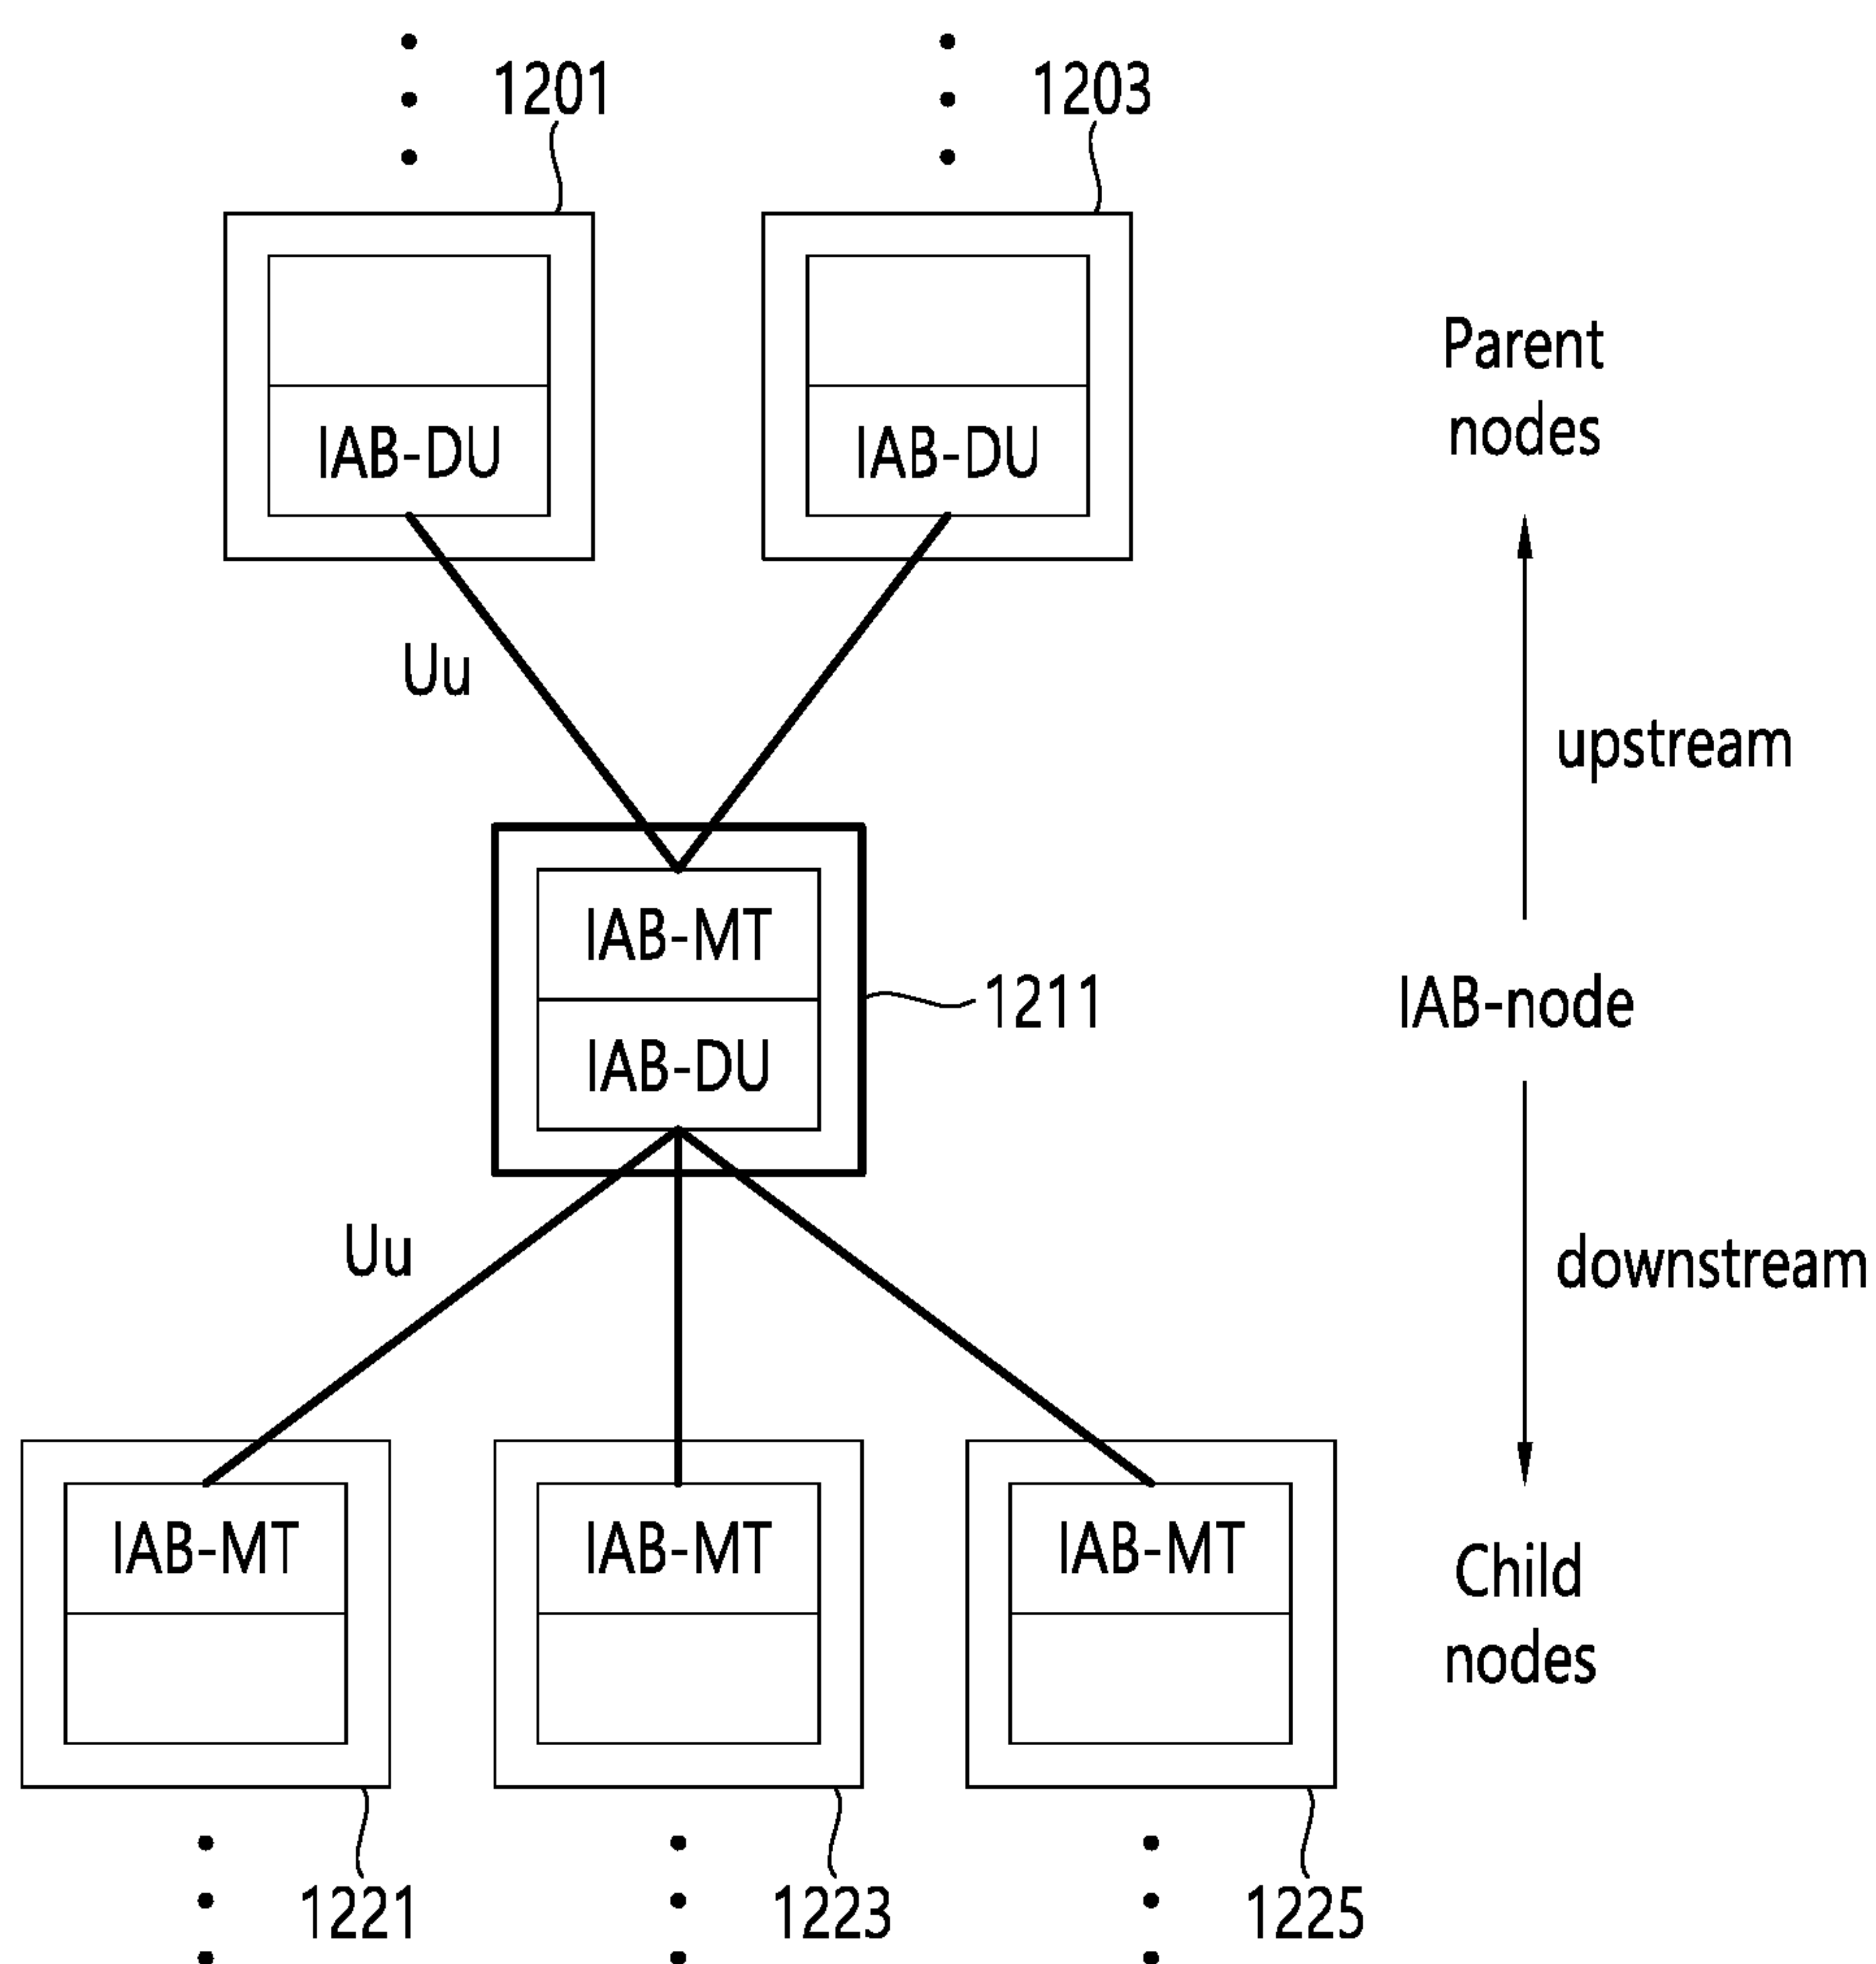 1201
1203
IAB-DU
IAB-DU
Parent
nodes
Uu
upstream
IAB-MT
IAB-DU
1211
IAB-node
Uu
downstream
IAB-MT
IAB-MT
IAB-MT
Child
nodes
1221
1223
1225